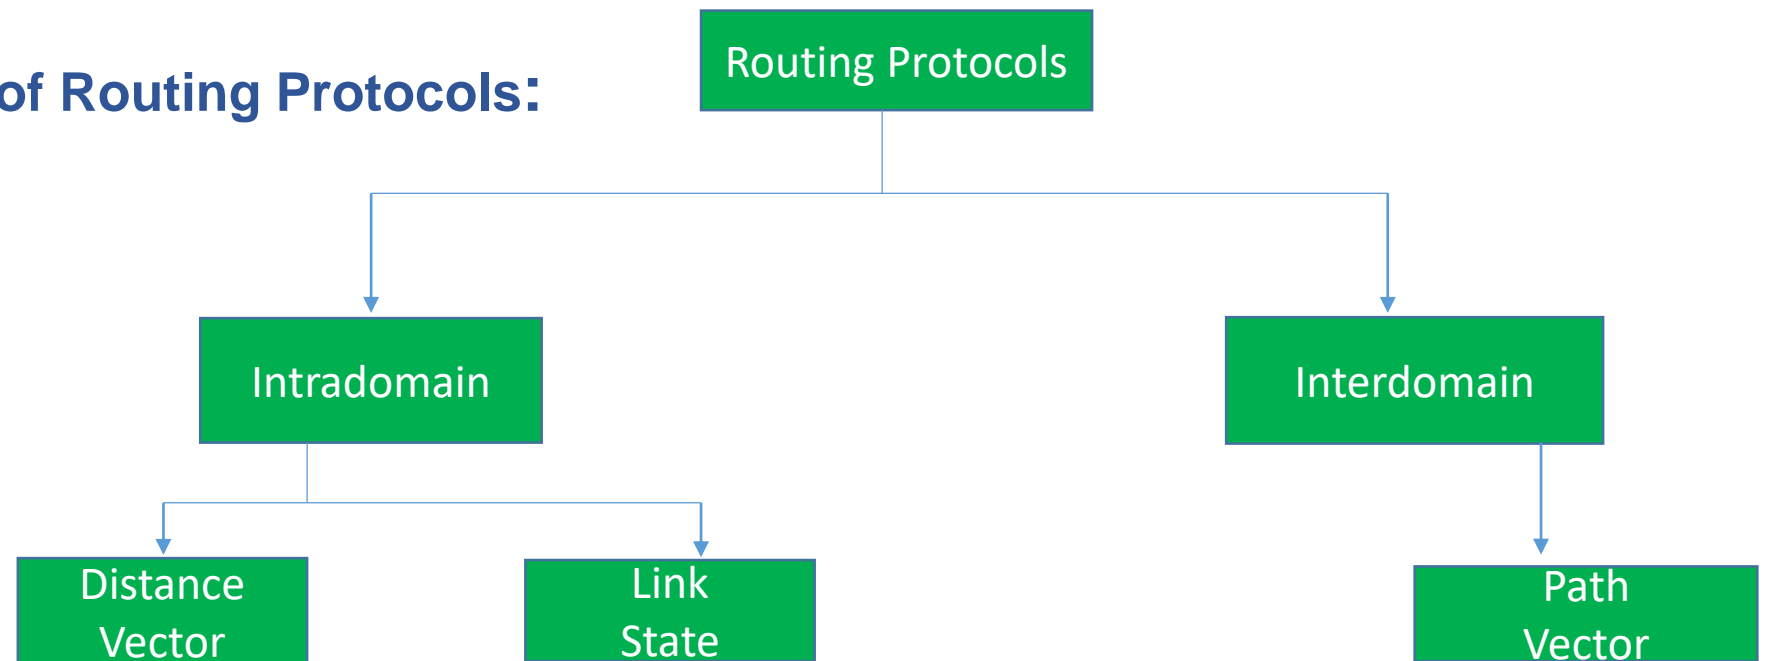 of Routing Protocols:
Routing Protocols
Intradomain
Interdomain
Distance
Vector
Link
State
Path
Vector